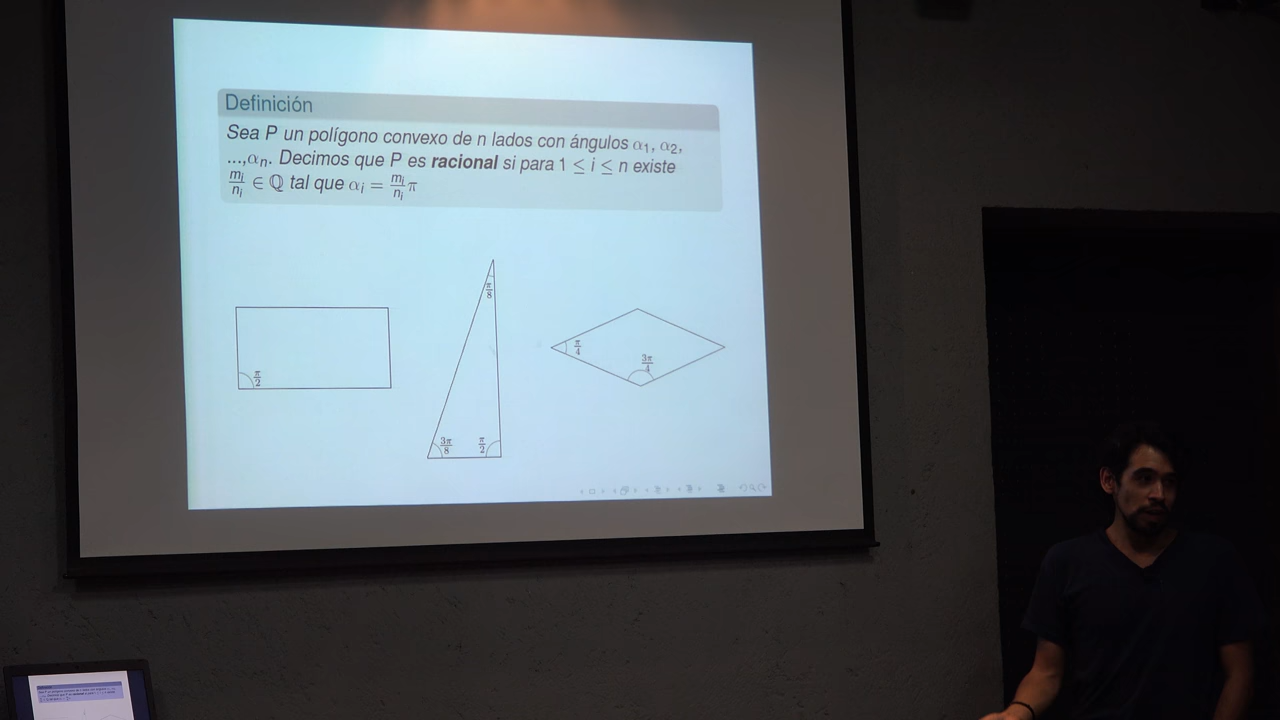 Definición
Sea P un polígono convexo de n lados con ángulos α₁, α₂,
...,αₙ. Decimos que P es racional si para 1 ≤ i ≤ n existe
mᵢ/nᵢ ∈ ℚ tal que αᵢ = mᵢ/nᵢ π
π/2
π/8
3π/8
π/2
π/4
3π/4